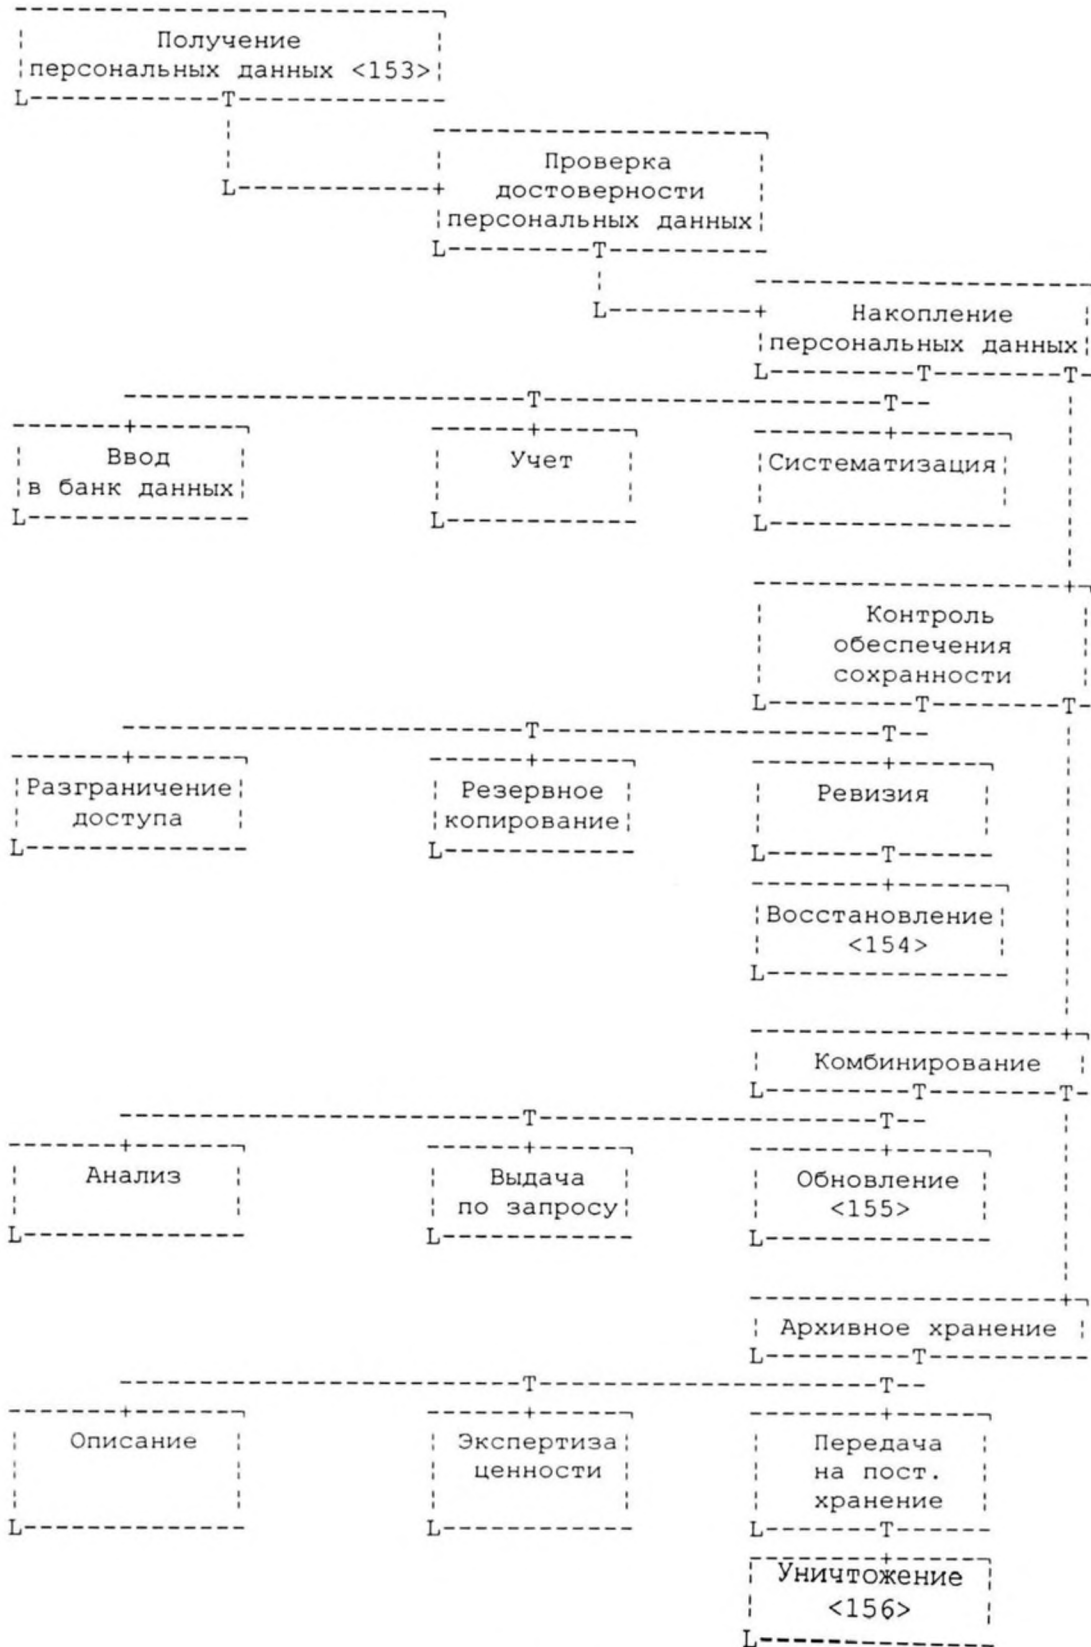 Получение
персональных данных <153>
Проверка
достоверности
персональных данных
Накопление
персональных данных
Ввод
в банк данных
Учет
Систематизация
Контроль
обеспечения
сохранности
Разграничение
доступа
Резервное
копирование
Ревизия
Восстановление
<154>
Комбинирование
Анализ
Выдача
по запросу
Обновление
<155>
Архивное хранение
Описание
Экспертиза
ценности
Передача
на пост.
хранение
Уничтожение
<156>